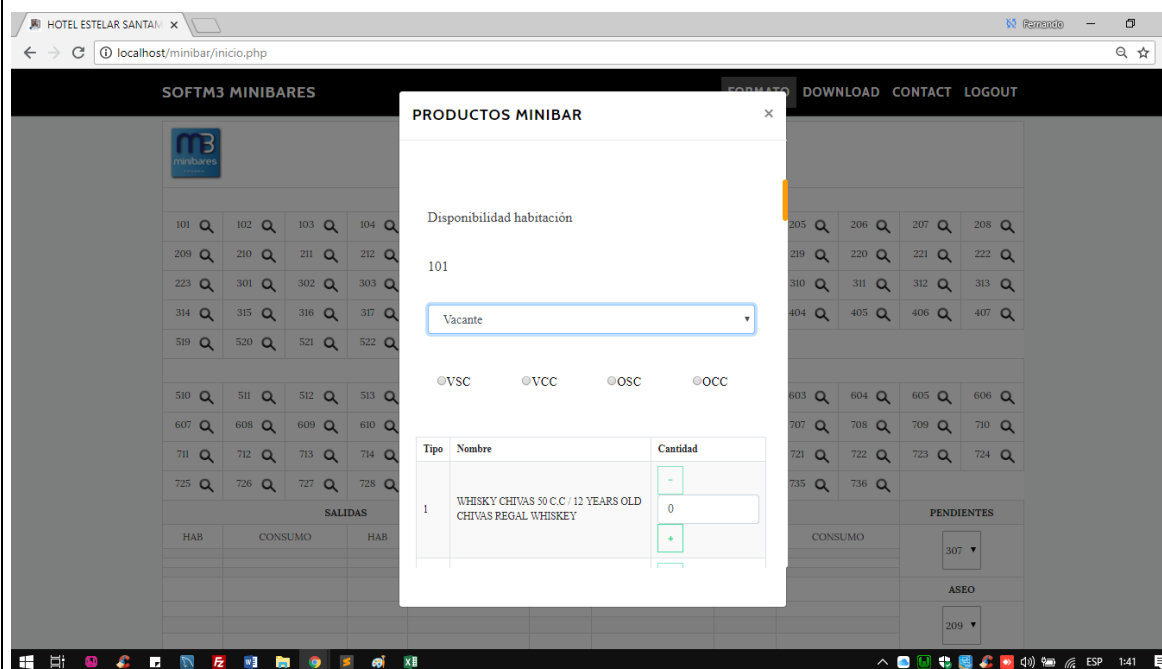 HOTEL ESTELAR SANTAM
Fernando
localhost/minibar/inicio.php
SOFTM3 MINIBARES
FORMATO DOWNLOAD CONTACT LOGOUT
PRODUCTOS MINIBAR ×
m3
minibares
Disponibilidad habitación
101 102 103 104 205 206 207 208
209 210 211 212 219 220 221 222
101
223 301 302 303 310 311 312 313
314 315 316 317 Vacante 404 405 406 407
519 520 521 522
VSC VCC OSC OCC
510 511 512 513 603 604 605 606
607 608 609 610 707 708 709 710
Tipo Nombre Cantidad
711 712 713 714 721 722 723 724
725 726 727 728 735 736
-
1 WHISKY CHIVAS 50 C.C / 12 YEARS OLD
CHIVAS REGAL WHISKEY
0
+
SALIDAS PENDIENTES
HAB CONSUMO HAB CONSUMO
307
ASEO
209
ESP 1:41